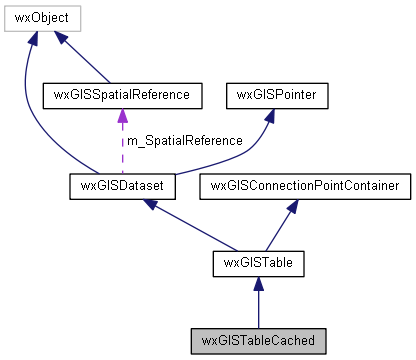 wxObject
wxGISSpatialReference
wxGISPointer
m_SpatialReference
wxGISDataset
wxGISConnectionPointContainer
wxGISTable
wxGISTableCached